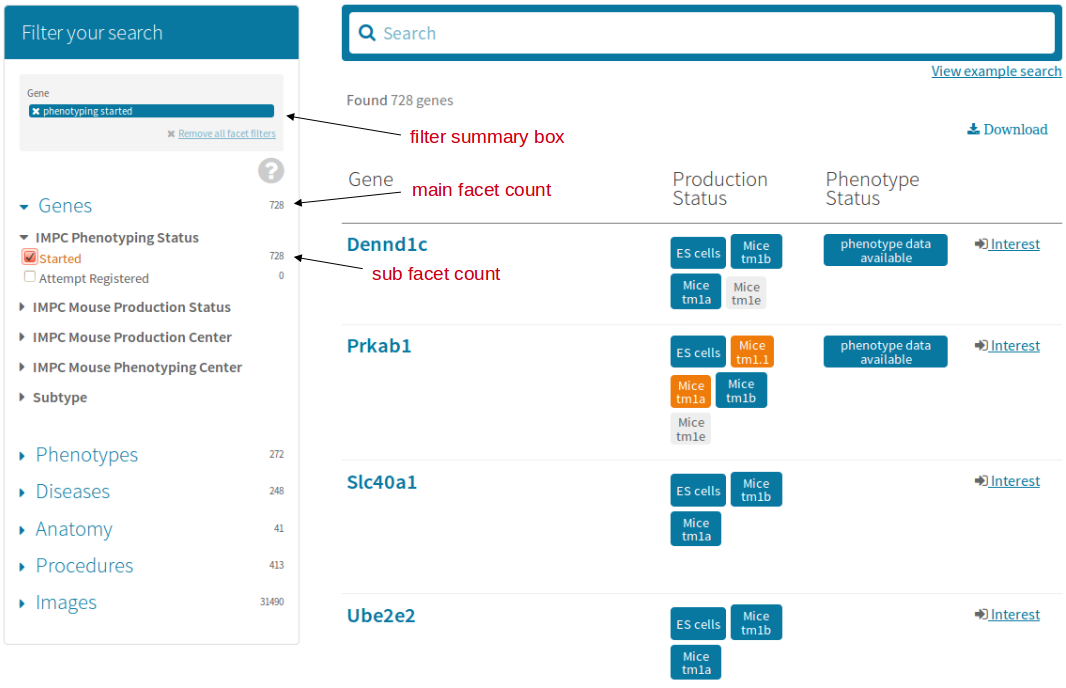 Filter your search
Gene
✖ phenotyping started
✖ Remove all facet filters
?
Genes 728
IMPC Phenotyping Status
Started 728
Attempt Registered 0
IMPC Mouse Production Status
IMPC Mouse Production Center
IMPC Mouse Phenotyping Center
Subtype
Phenotypes 272
Diseases 248
Anatomy 41
Procedures 413
Images 31490
filter summary box
main facet count
sub facet count
Search
View example search
Found 728 genes
Download
Gene
Production
Status
Phenotype
Status
Dennd1c
ES cells
Mice
tm1b
Mice
tm1a
Mice
tm1e
phenotype data
available
Interest
Prkab1
ES cells
Mice
tm1.1
Mice
tm1a
Mice
tm1b
Mice
tm1e
phenotype data
available
Interest
Slc40a1
ES cells
Mice
tm1b
Mice
tm1a
Interest
Ube2e2
ES cells
Mice
tm1b
Mice
tm1a
Interest